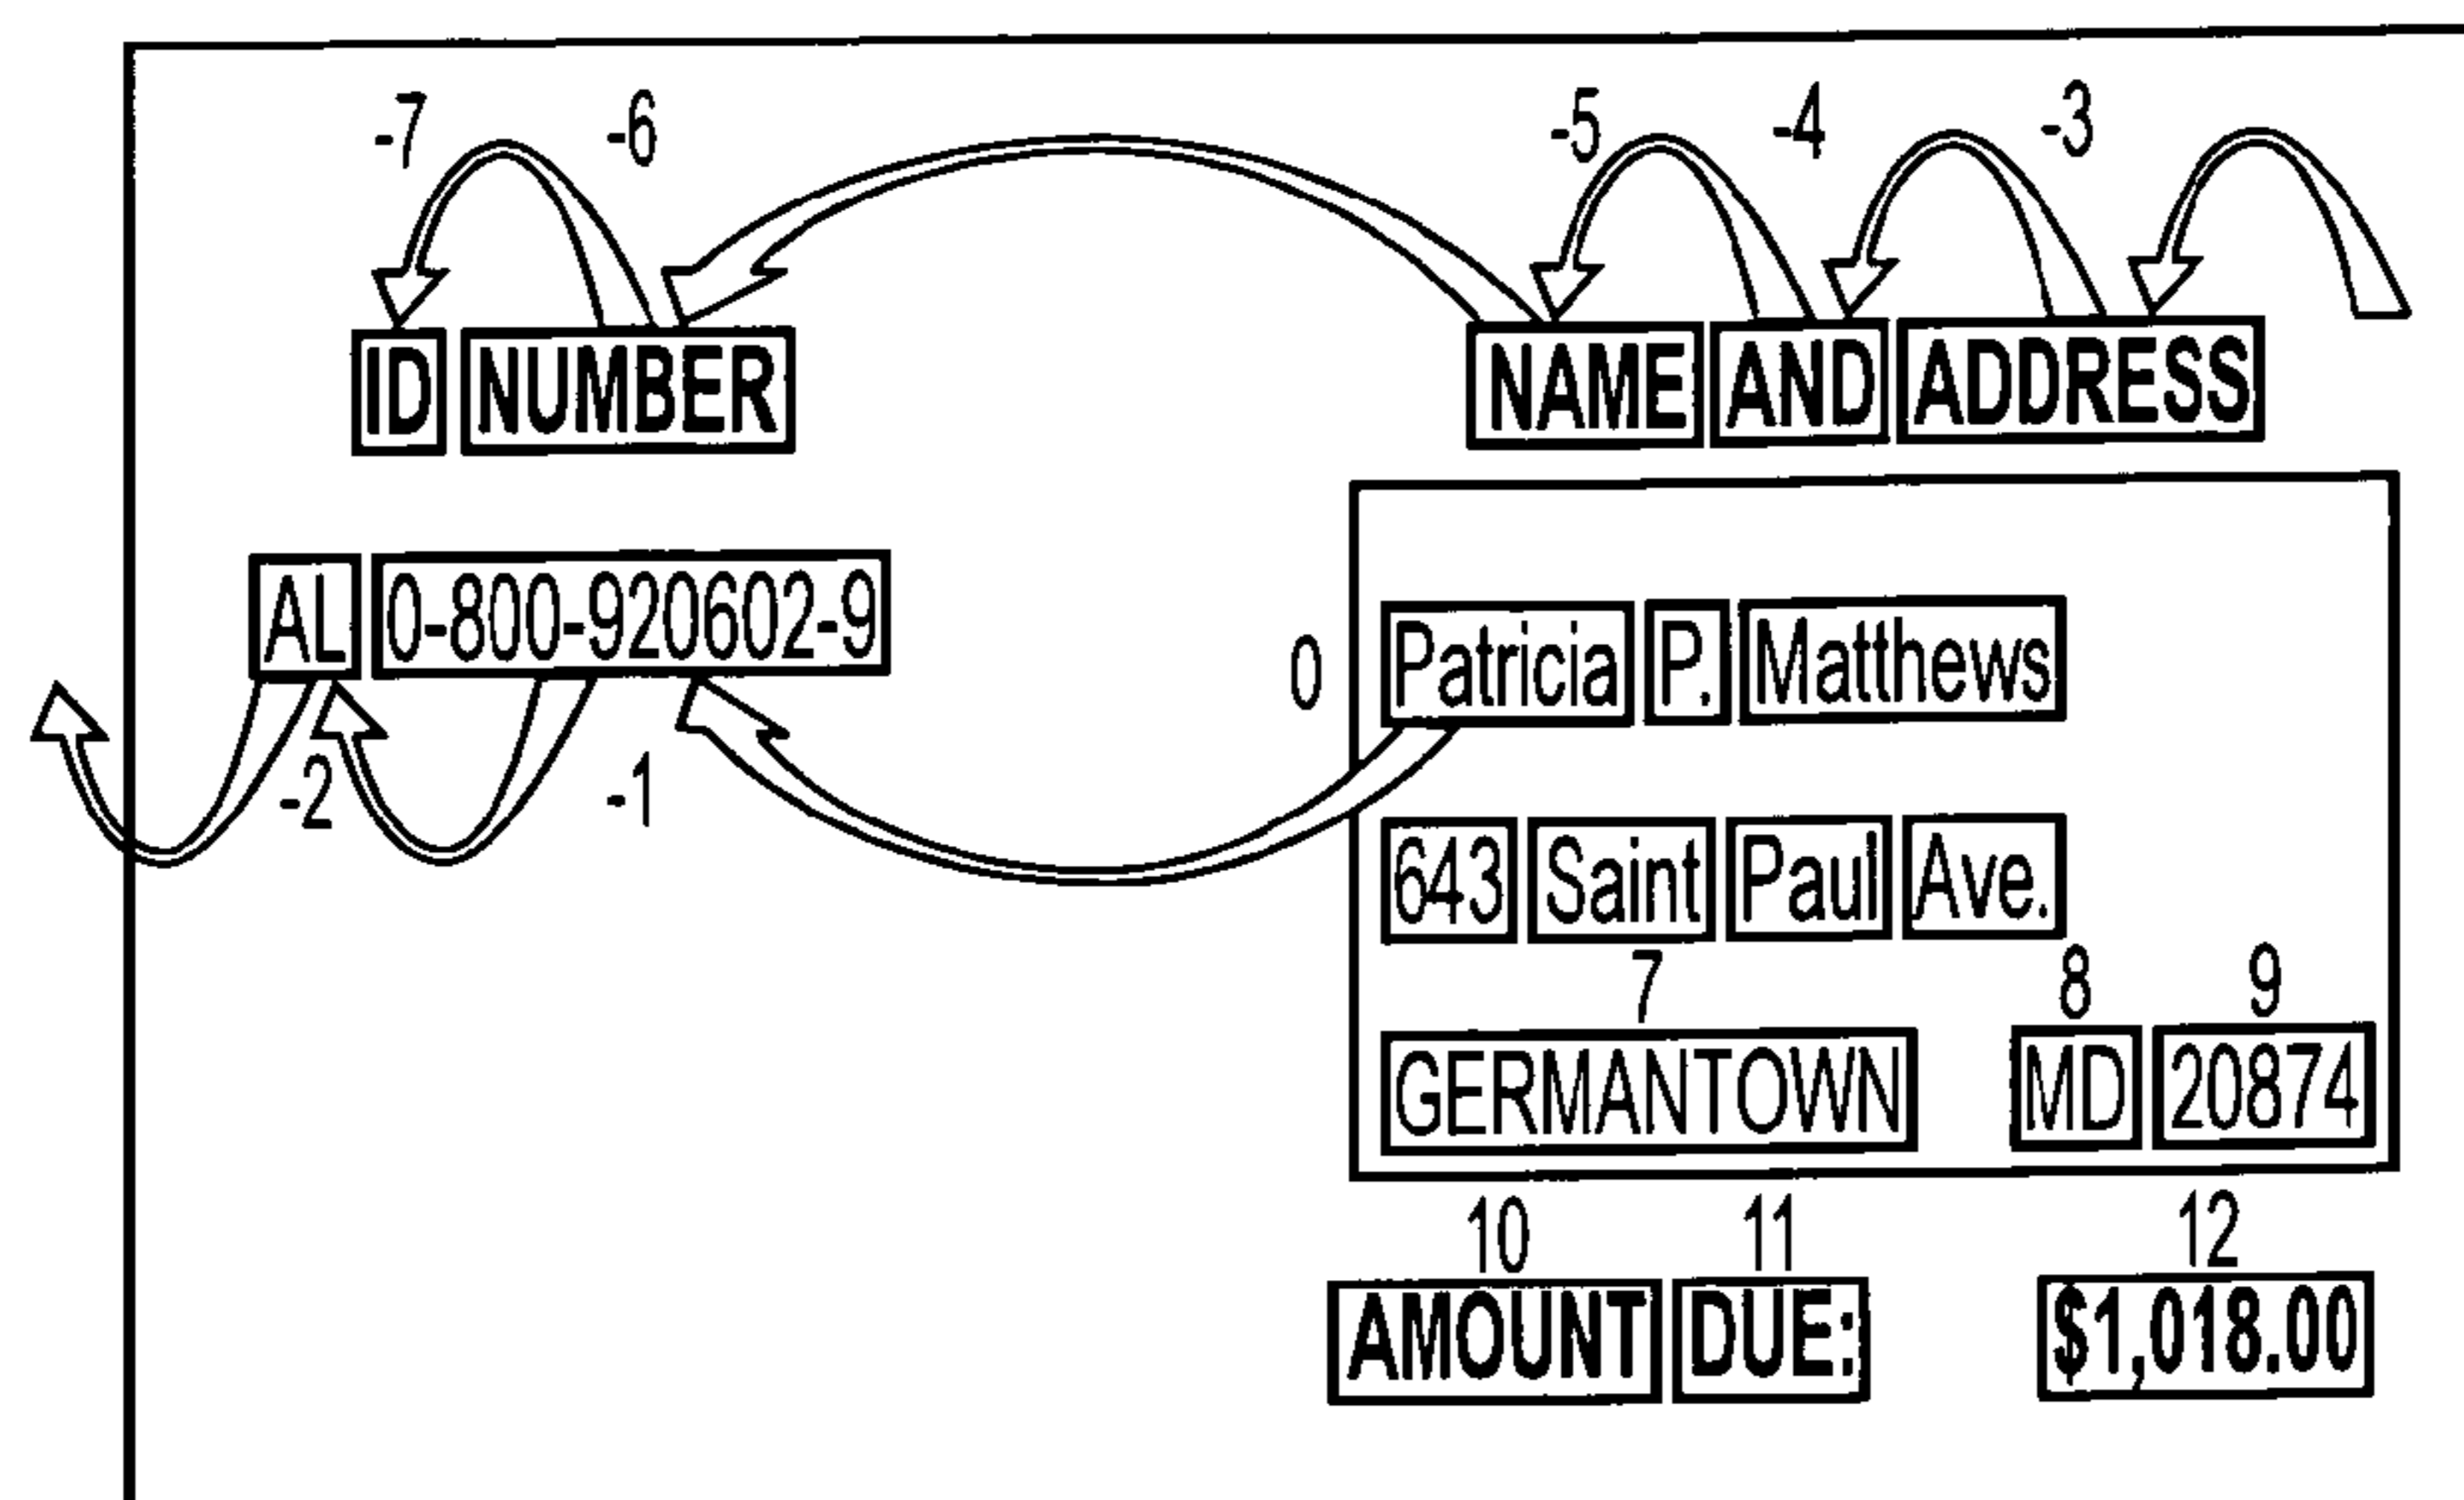 -7 -6 -5 -4 -3
ID NUMBER NAME AND ADDRESS
AL 0-800-920602-9
0 Patricia P. Matthews
-2 -1
643 Saint Paul Ave.
7 8 9
GERMANTOWN MD 20874
10 11 12
AMOUNT DUE: $1,018.00